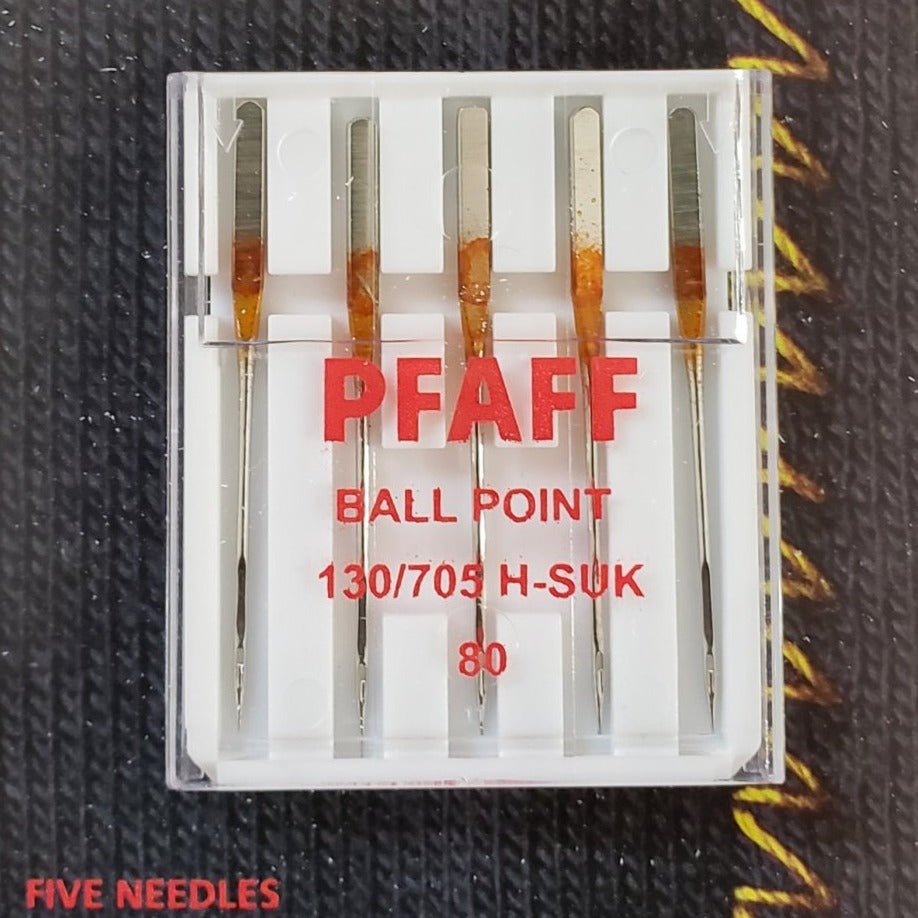 PFAFF
BALL POINT
130/705 H-SUK
80
FIVE NEEDLES